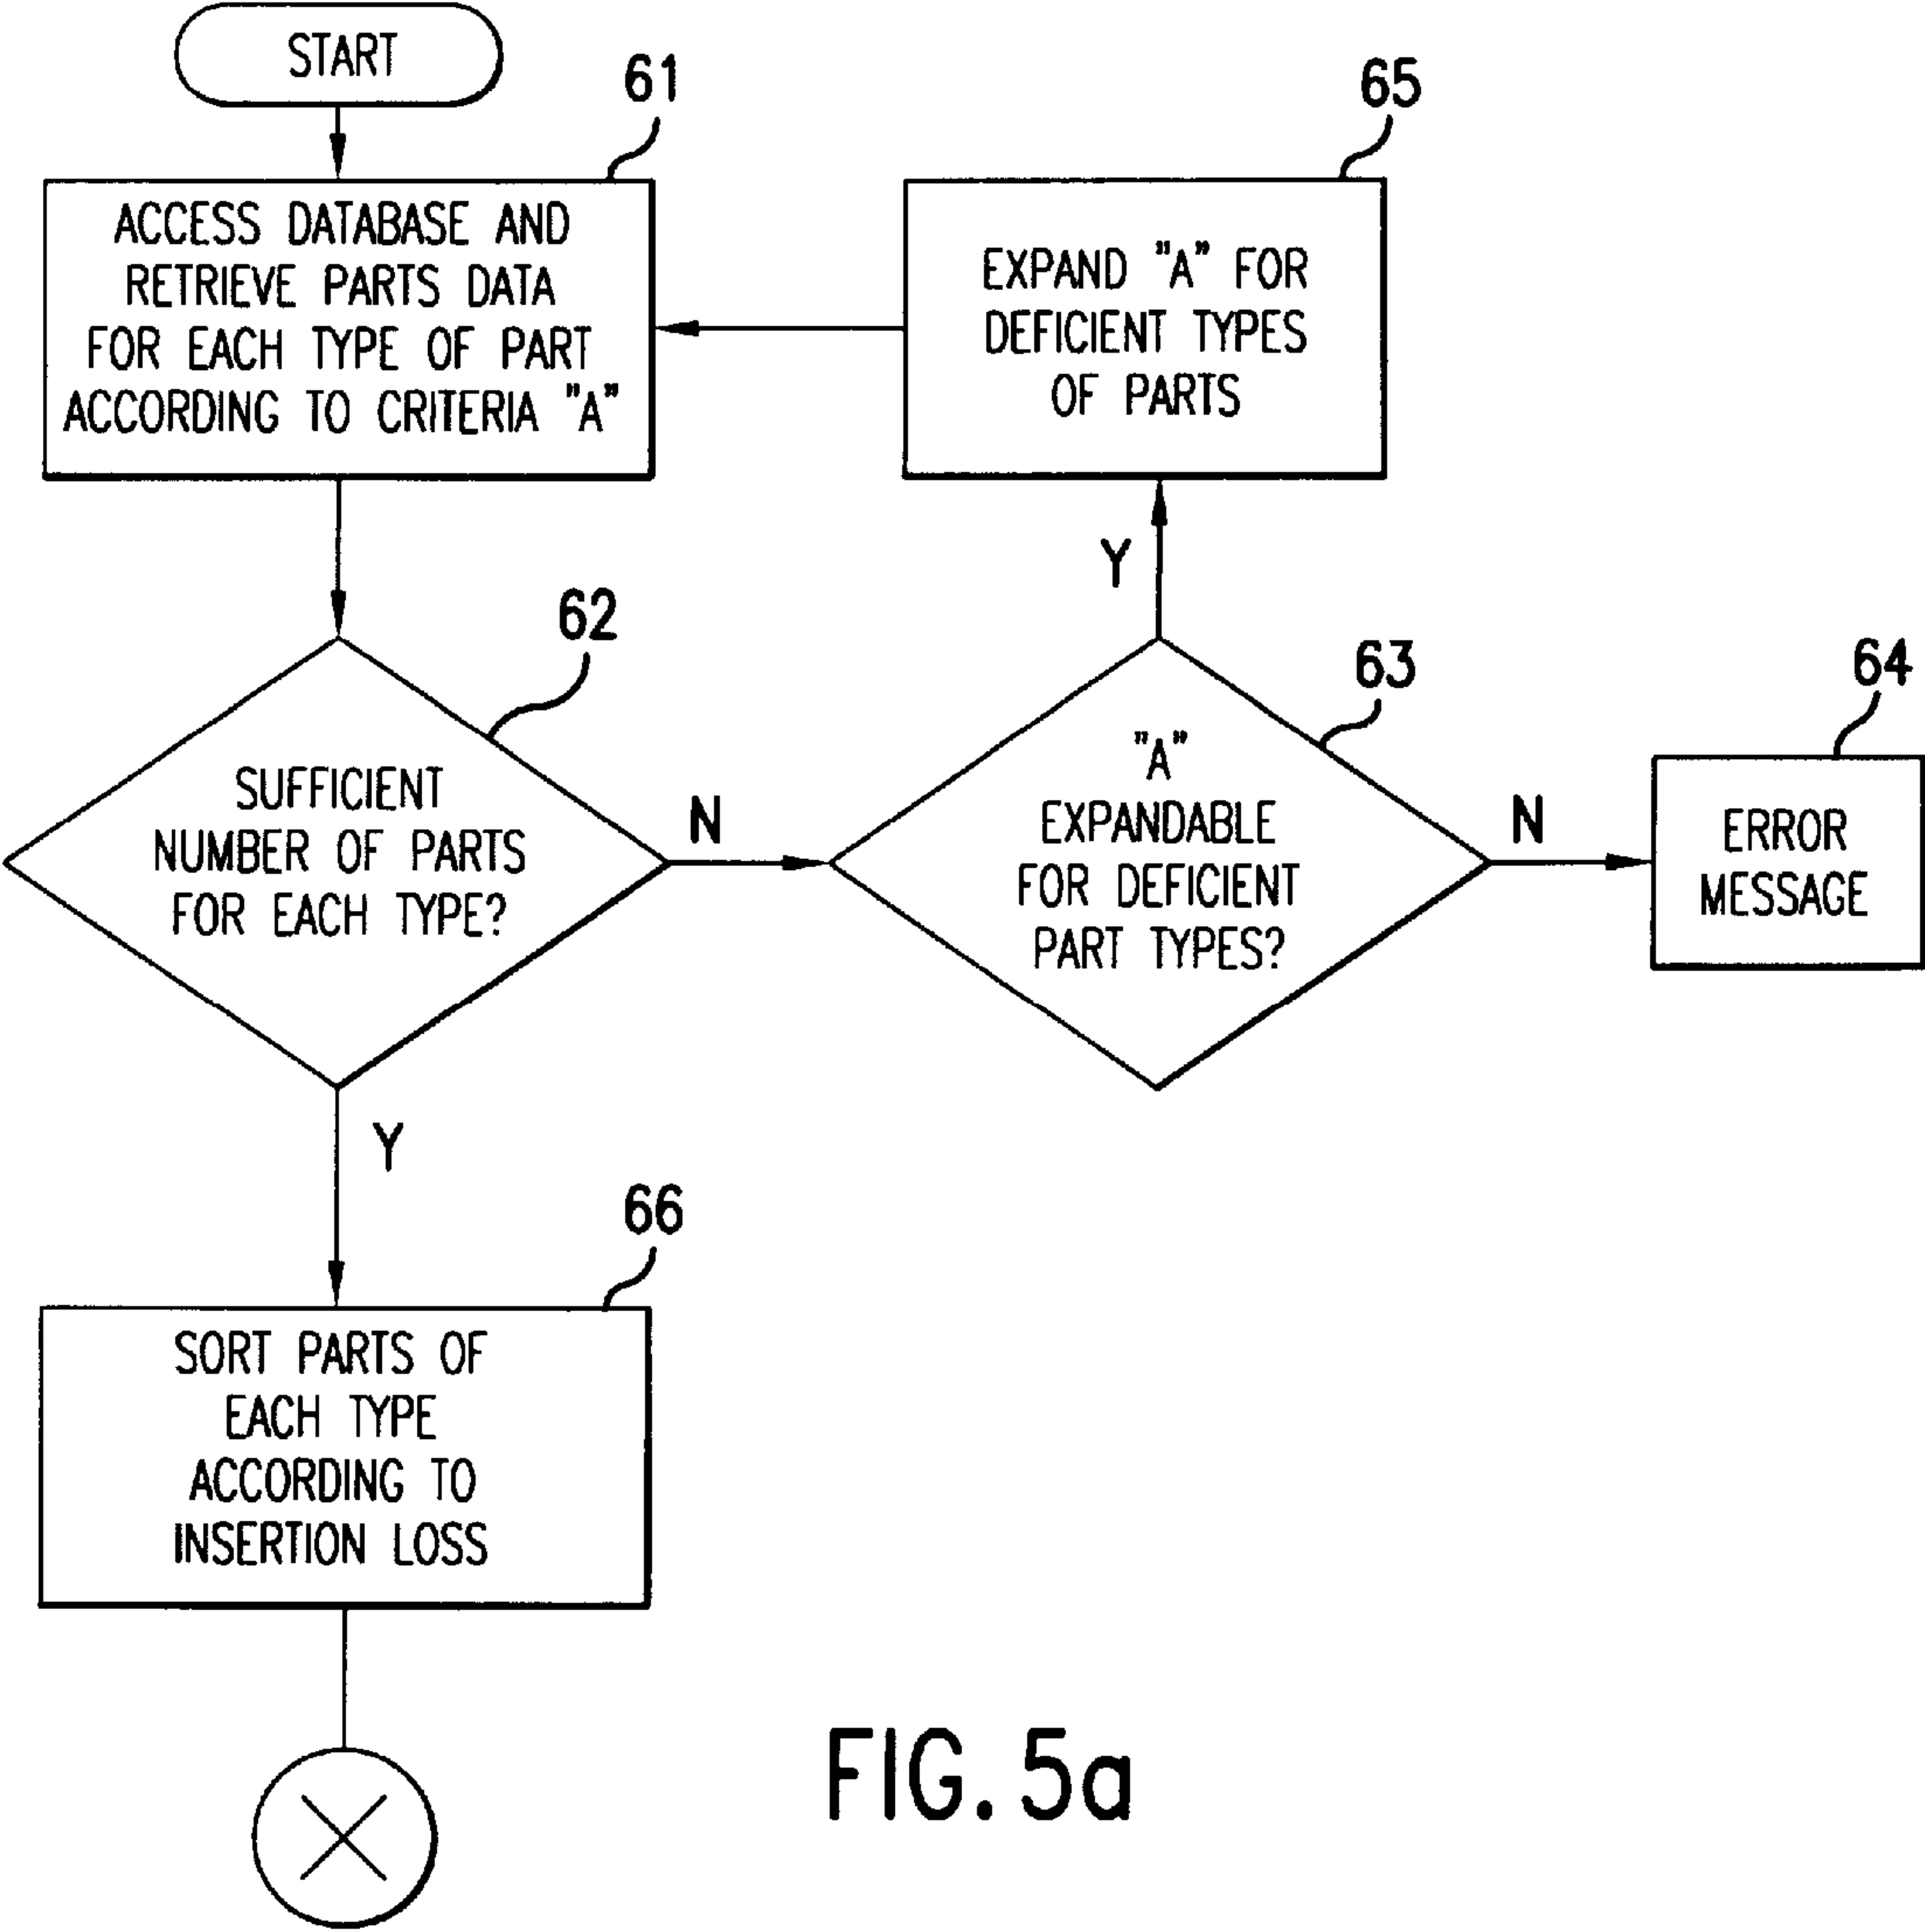 START
61
ACCESS DATABASE AND
RETRIEVE PARTS DATA
FOR EACH TYPE OF PART
ACCORDING TO CRITERIA "A"
65
EXPAND "A" FOR
DEFICIENT TYPES
OF PARTS
62
SUFFICIENT
NUMBER OF PARTS
FOR EACH TYPE?
N
Y
63
"A"
EXPANDABLE
FOR DEFICIENT
PART TYPES?
Y
N
64
ERROR
MESSAGE
66
SORT PARTS OF
EACH TYPE
ACCORDING TO
INSERTION LOSS
X
FIG. 5a